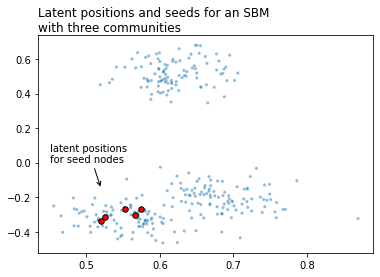 Latent positions and seeds for an SBM
with three communities
0.6
0.4
0.2
latent positions
for seed nodes
0.0
−0.2
−0.4
0.5
0.6
0.7
0.8